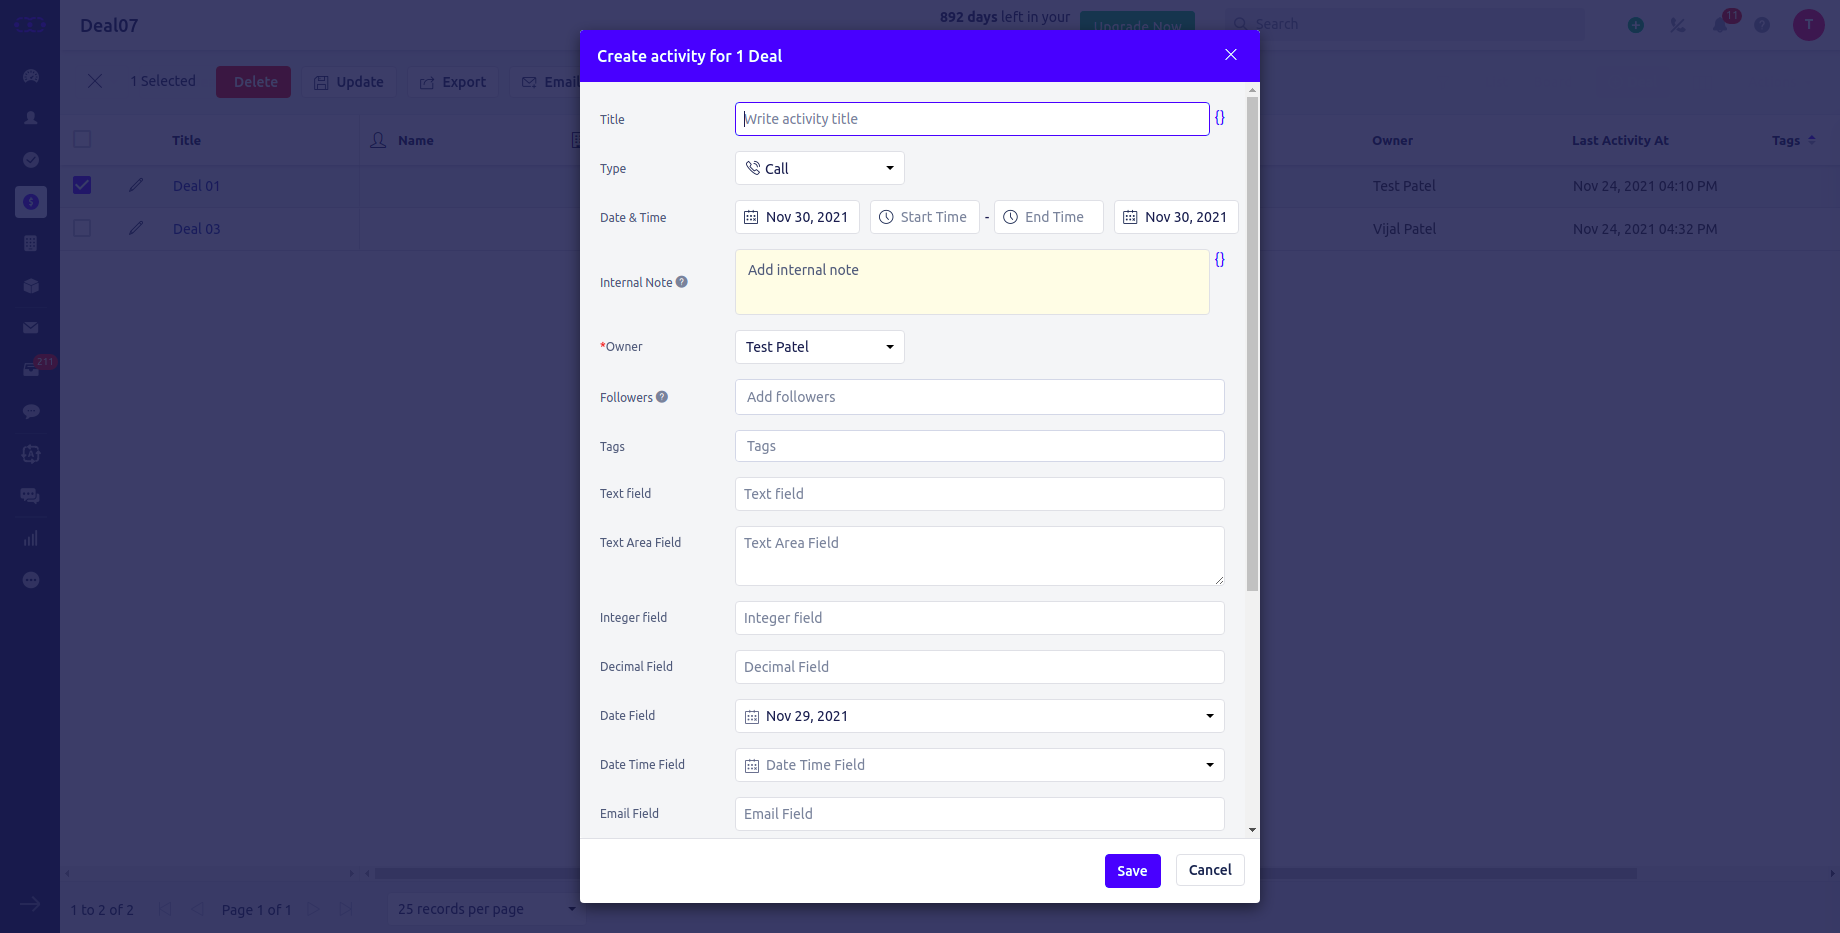 Deal07
892 days left in your
Upgrade Now
Search
11
T
1 Selected
Delete
Update
Export
Email
Title
Name
Owner
Last Activity At
Tags
Deal 01
Test Patel
Nov 24, 2021 04:10 PM
Deal 03
Vijal Patel
Nov 24, 2021 04:32 PM
211
1 to 2 of 2
Page 1 of 1
25 records per page
Create activity for 1 Deal
Title
Write activity title
{}
Type
Call
Date & Time
Nov 30, 2021
Start Time
-
End Time
Nov 30, 2021
Internal Note ?
Add internal note
{}
*Owner
Test Patel
Followers ?
Add followers
Tags
Tags
Text field
Text field
Text Area Field
Text Area Field
Integer field
Integer field
Decimal Field
Decimal Field
Date Field
Nov 29, 2021
Date Time Field
Date Time Field
Email Field
Email Field
Save
Cancel